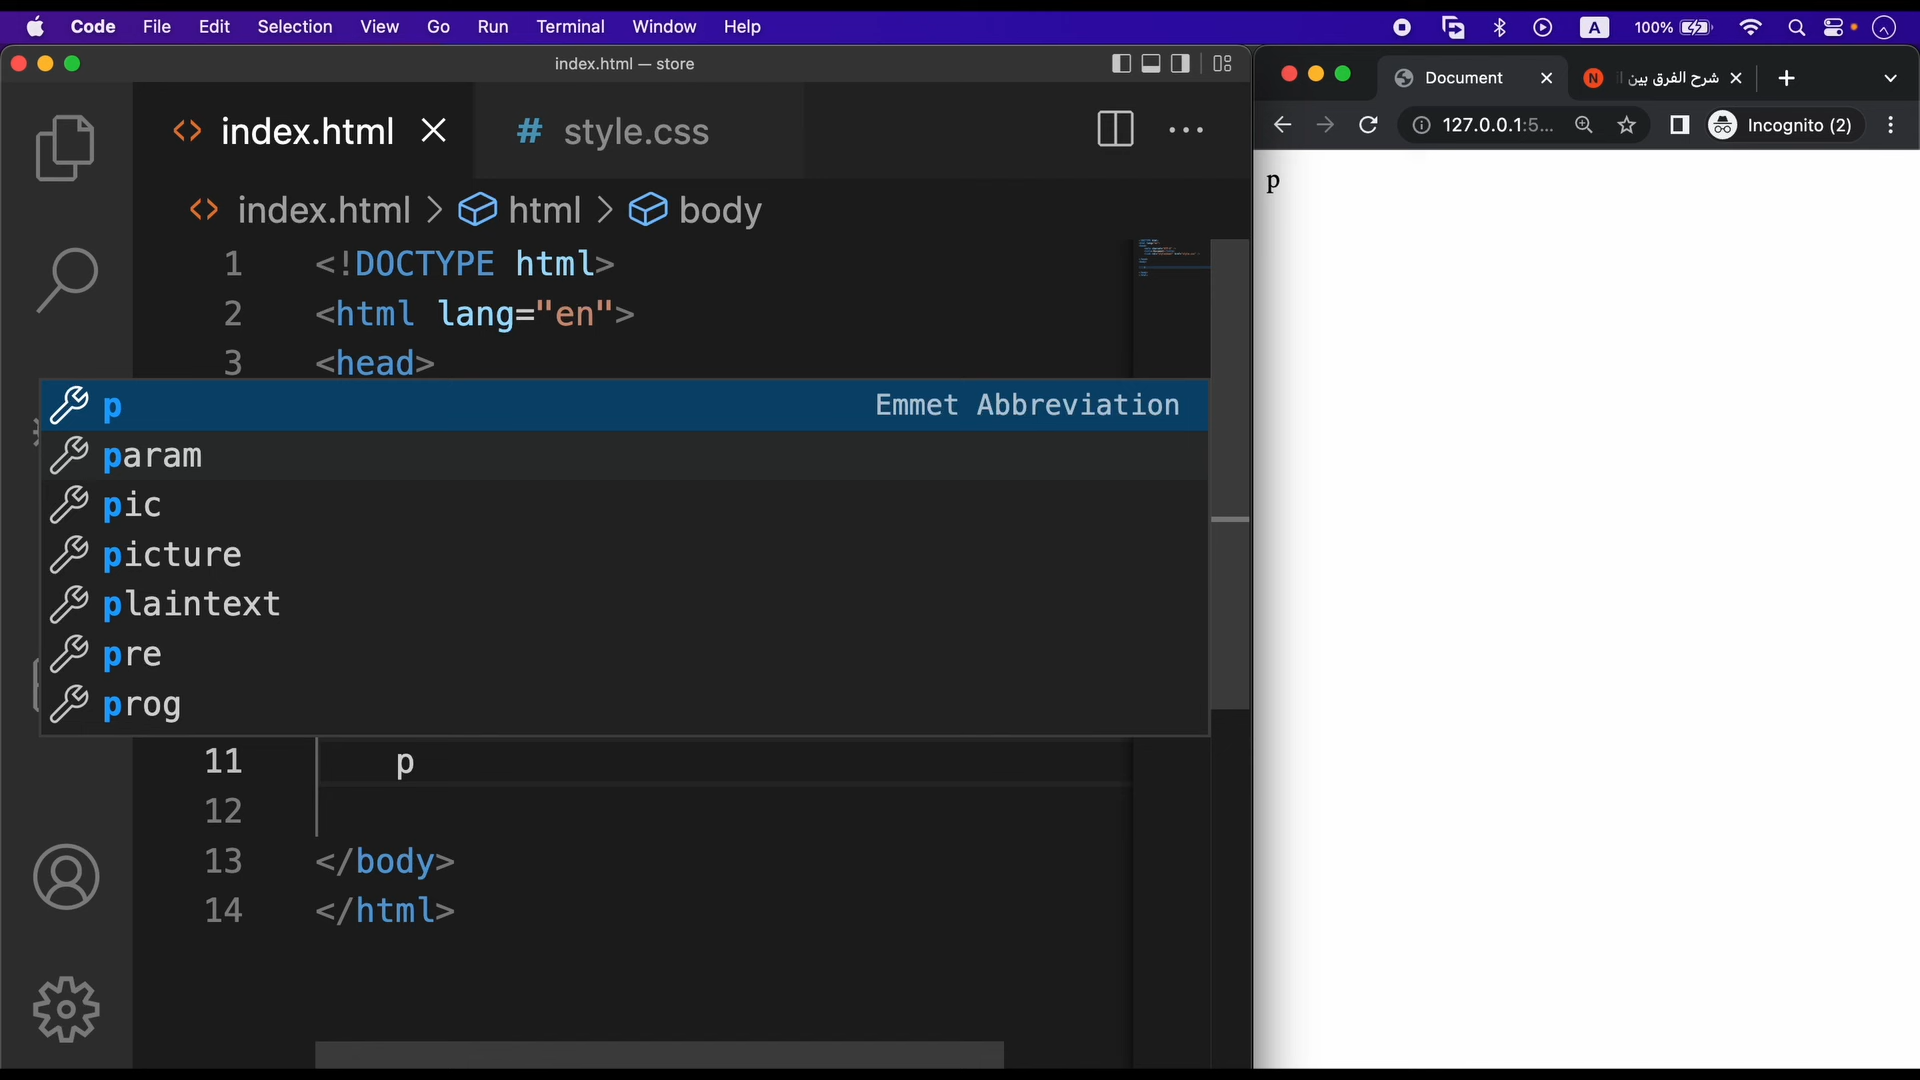 Code File Edit Selection View Go Run Terminal Window Help
A 100%
index.html — store
index.html
# style.css
index.html > html > body
1 <!DOCTYPE html>
2 <html lang="en">
3 <head>
p Emmet Abbreviation
param
pic
picture
plaintext
pre
prog
11 p
12
13 </body>
14 </html>
Document
N شرح الفرق بين ا
127.0.0.1:5...
Incognito (2)
p